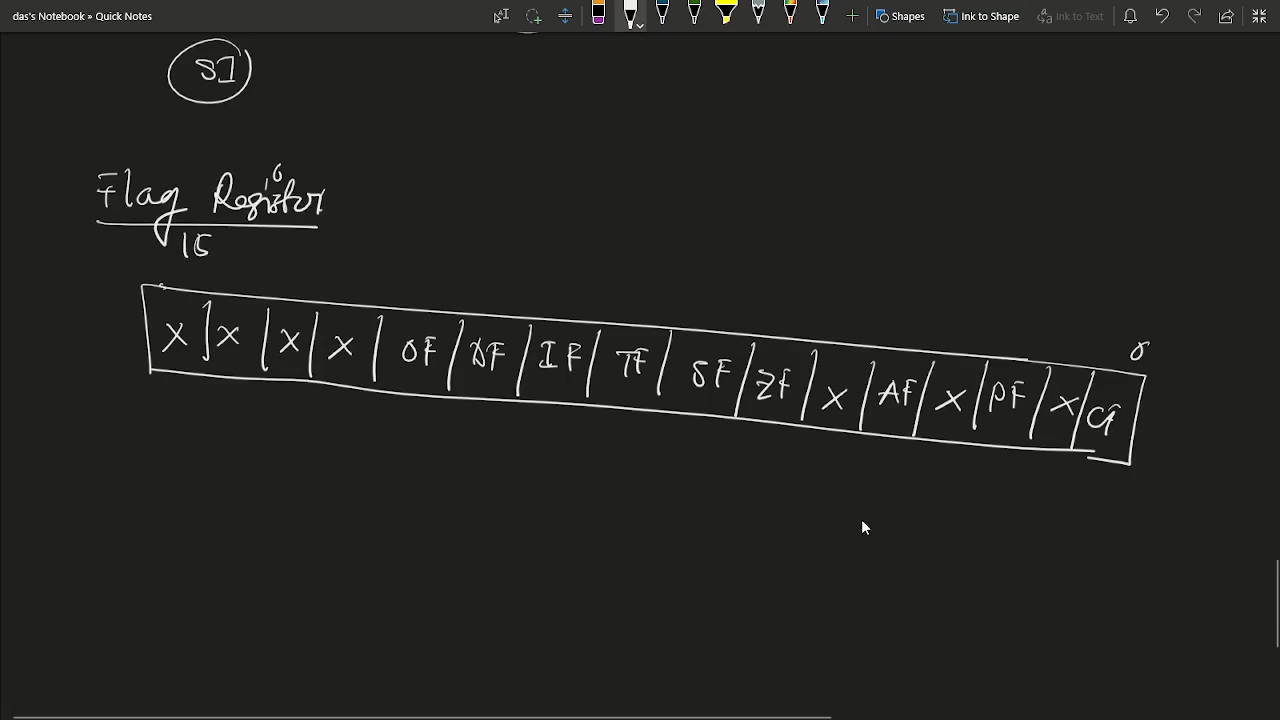 das's Notebook » Quick Notes
Shapes
Ink to Shape
Ink to Text
SI
Flag Register
15
0
X X X X OF DF IF TF SF ZF X AF X PF X CF